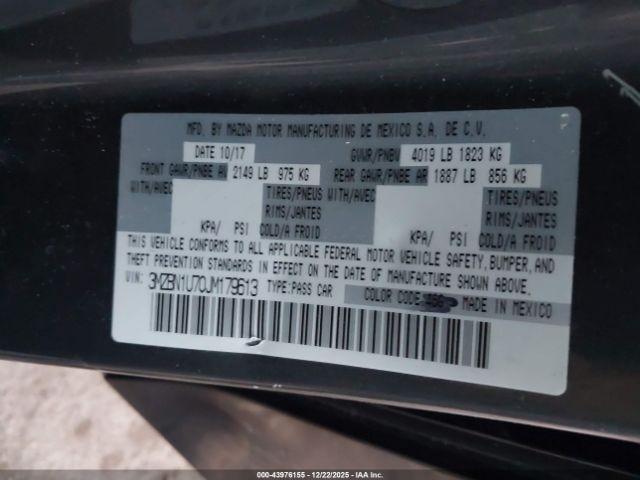 MFD. BY MAZDA MOTOR MANUFACTURING DE MEXICO S.A. DE C.V.
DATE 10/17 GVWR/PNBV 4019 LB 1823 KG
FRONT GAWR/PNBE AV 2149 LB 975 KG REAR GAWR/PNBE AR 1887 LB 856 KG
WITH/AVEC TIRES/PNEUS WITH/AVEC TIRES/PNEUS
RIMS/JANTES RIMS/JANTES
KPA/ PSI COLD/A FROID KPA/ PSI COLD/A FROID
THIS VEHICLE CONFORMS TO ALL APPLICABLE FEDERAL MOTOR VEHICLE SAFETY, BUMPER, AND
THEFT PREVENTION STANDARDS IN EFFECT ON THE DATE OF MANUFACTURE SHOWN ABOVE.
VIN: 3MZBN1U70JM179613 TYPE:PASS CAR COLOR CODE: MADE IN MEXICO
000-43976155 - 12/22/2025 - IAA Inc.